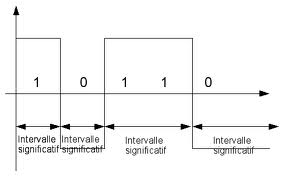 1 0 1 1 0
Intervalle Intervalle Intervalle Intervalle
significatif significatif significatif significatif